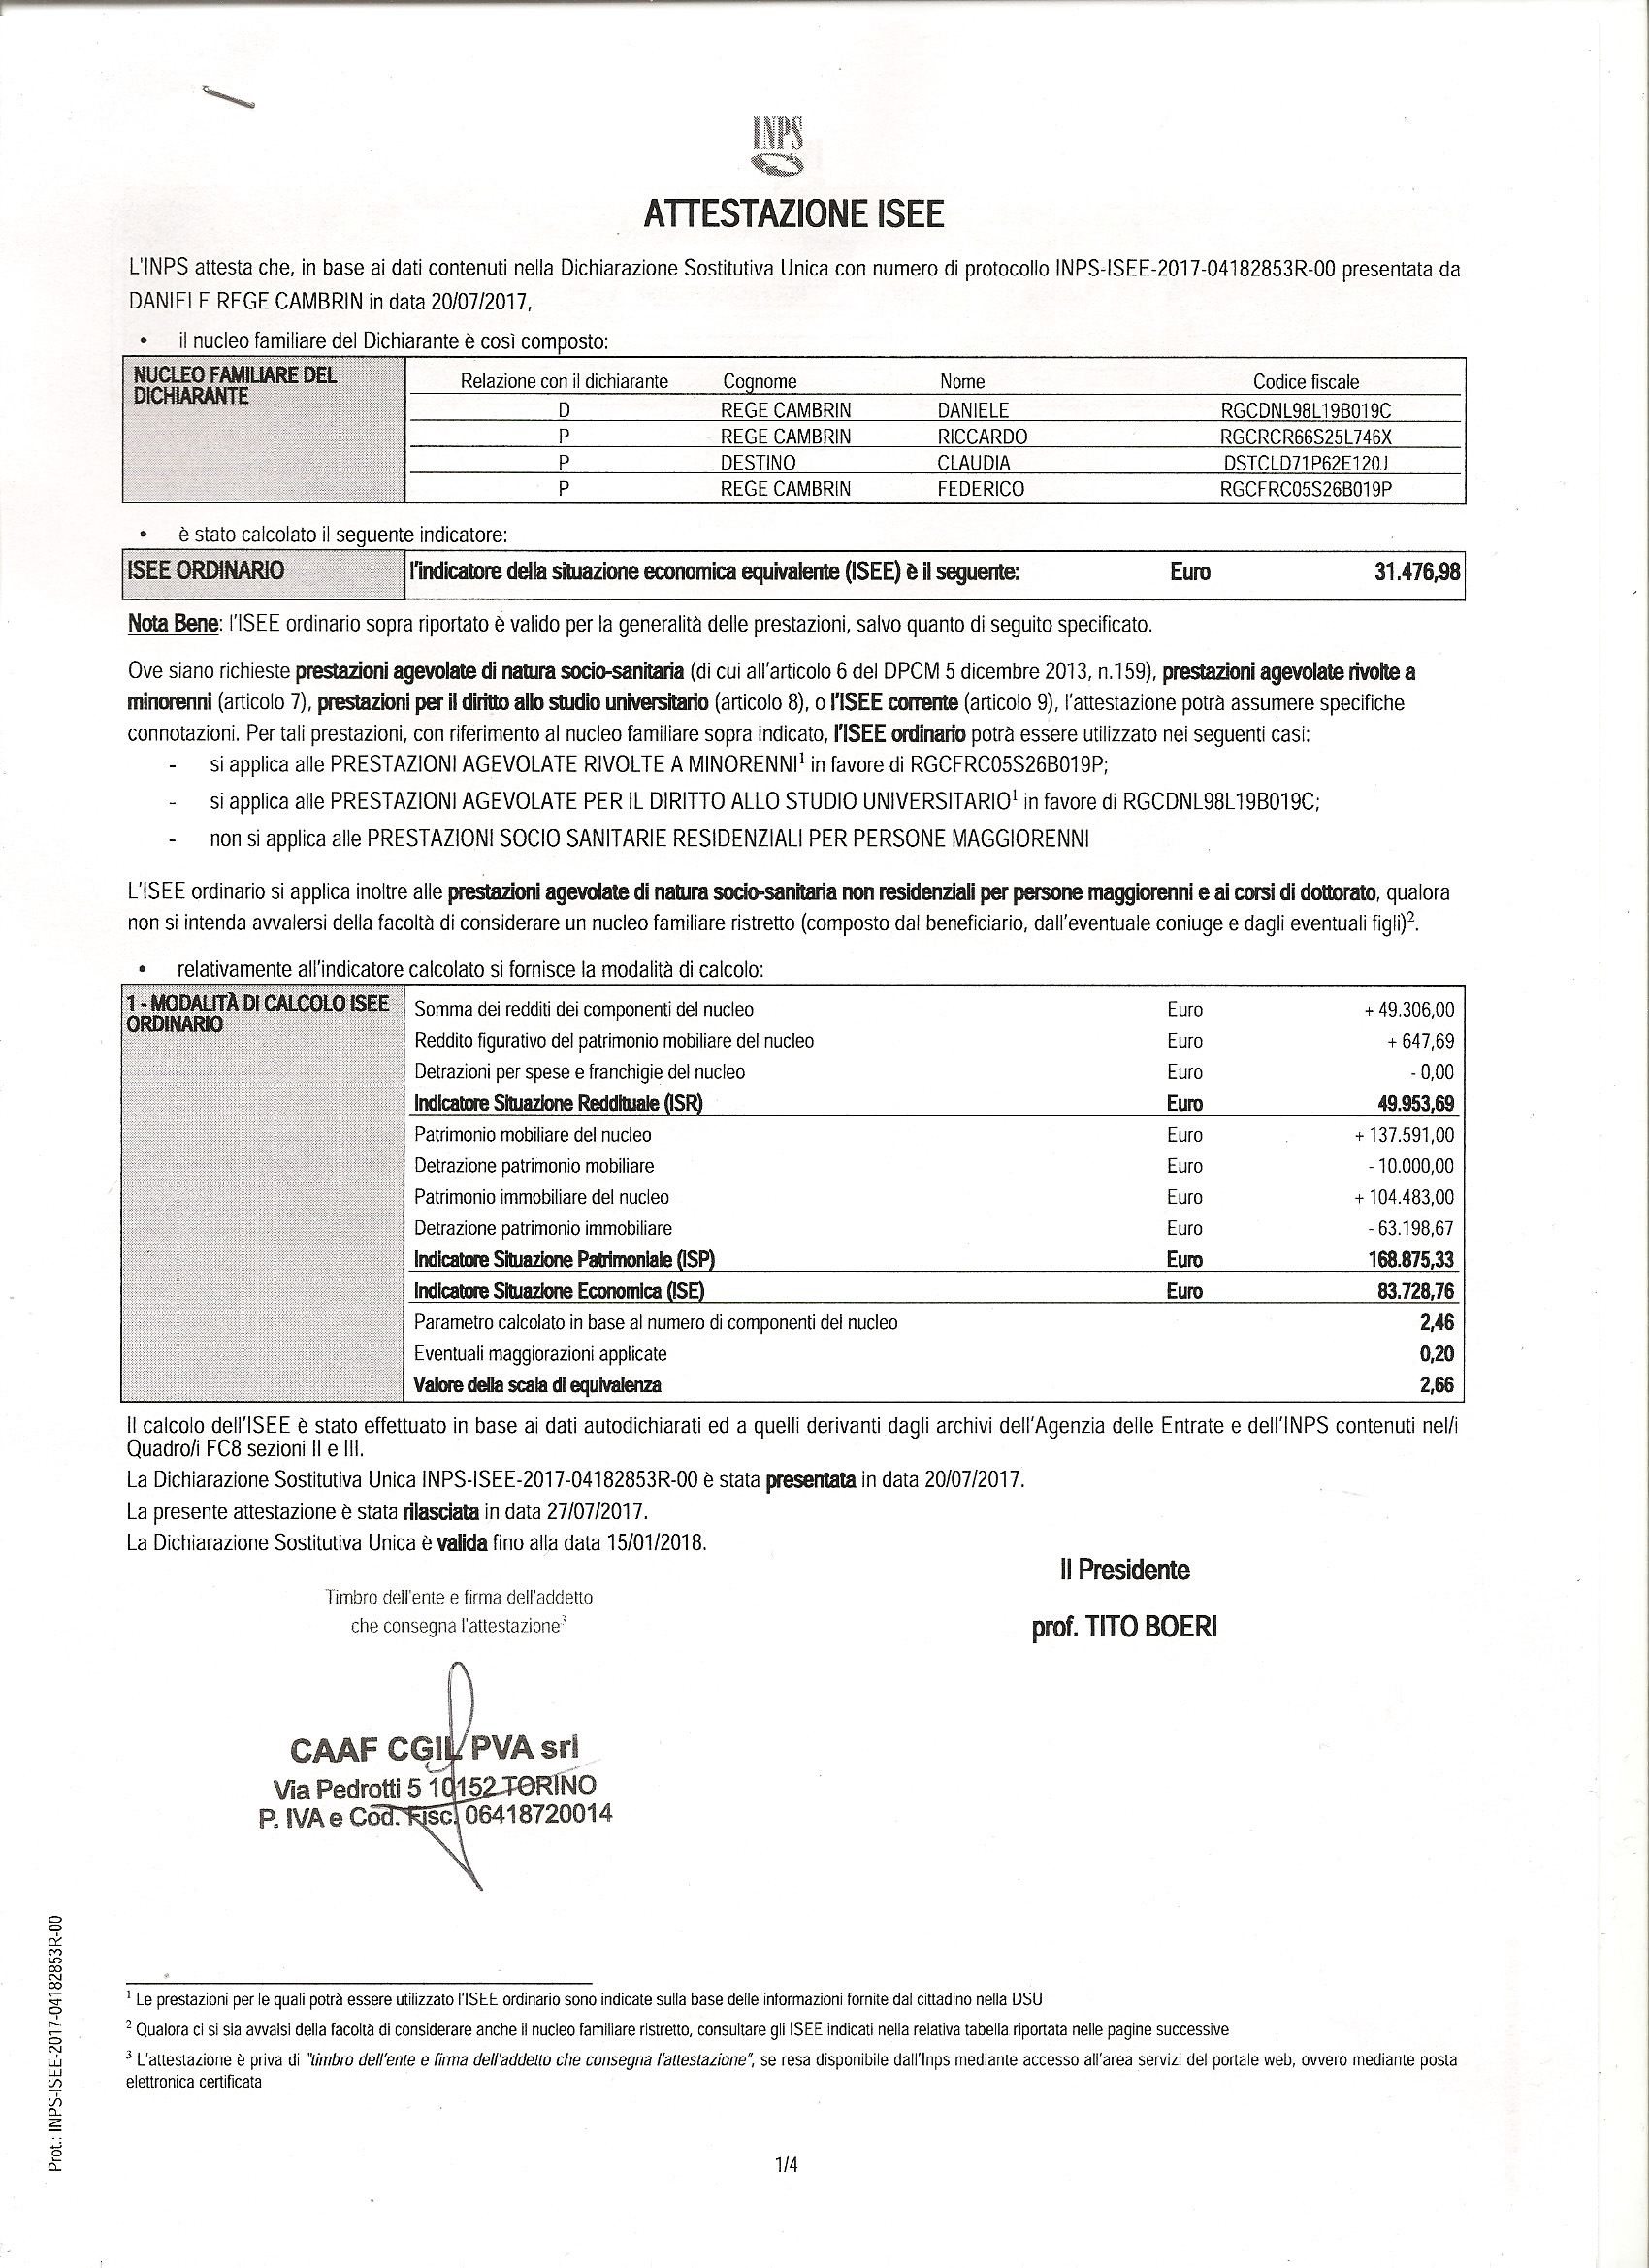 INPS
ATTESTAZIONE ISEE
L'INPS attesta che, in base ai dati contenuti nella Dichiarazione Sostitutiva Unica con numero di protocollo INPS-ISEE-2017-04182853R-00 presentata da
DANIELE REGE CAMBRIN in data 20/07/2017,
• il nucleo familiare del Dichiarante è così composto:
NUCLEO FAMILIARE DEL
DICHIARANTE
Relazione con il dichiarante Cognome Nome Codice fiscale
D REGE CAMBRIN DANIELE RGCDNL98L19B019C
P REGE CAMBRIN RICCARDO RGCRCR66S25L746X
P DESTINO CLAUDIA DSTCLD71P62E120J
P REGE CAMBRIN FEDERICO RGCFRC05S26B019P
• è stato calcolato il seguente indicatore:
ISEE ORDINARIO l'indicatore della situazione economica equivalente (ISEE) è il seguente: Euro 31.476,98
Nota Bene: l'ISEE ordinario sopra riportato è valido per la generalità delle prestazioni, salvo quanto di seguito specificato.
Ove siano richieste prestazioni agevolate di natura socio-sanitaria (di cui all'articolo 6 del DPCM 5 dicembre 2013, n.159), prestazioni agevolate rivolte a
minorenni (articolo 7), prestazioni per il diritto allo studio universitario (articolo 8), o l'ISEE corrente (articolo 9), l'attestazione potrà assumere specifiche
connotazioni. Per tali prestazioni, con riferimento al nucleo familiare sopra indicato, l'ISEE ordinario potrà essere utilizzato nei seguenti casi:
- si applica alle PRESTAZIONI AGEVOLATE RIVOLTE A MINORENNI¹ in favore di RGCFRC05S26B019P;
- si applica alle PRESTAZIONI AGEVOLATE PER IL DIRITTO ALLO STUDIO UNIVERSITARIO¹ in favore di RGCDNL98L19B019C;
- non si applica alle PRESTAZIONI SOCIO SANITARIE RESIDENZIALI PER PERSONE MAGGIORENNI
L'ISEE ordinario si applica inoltre alle prestazioni agevolate di natura socio-sanitaria non residenziali per persone maggiorenni e ai corsi di dottorato, qualora
non si intenda avvalersi della facoltà di considerare un nucleo familiare ristretto (composto dal beneficiario, dall'eventuale coniuge e dagli eventuali figli)².
• relativamente all'indicatore calcolato si fornisce la modalità di calcolo:
1 - MODALITÀ DI CALCOLO ISEE
ORDINARIO
Somma dei redditi dei componenti del nucleo Euro + 49.306,00
Reddito figurativo del patrimonio mobiliare del nucleo Euro + 647,69
Detrazioni per spese e franchigie del nucleo Euro - 0,00
Indicatore Situazione Reddituale (ISR) Euro 49.953,69
Patrimonio mobiliare del nucleo Euro + 137.591,00
Detrazione patrimonio mobiliare Euro - 10.000,00
Patrimonio immobiliare del nucleo Euro + 104.483,00
Detrazione patrimonio immobiliare Euro - 63.198,67
Indicatore Situazione Patrimoniale (ISP) Euro 168.875,33
Indicatore Situazione Economica (ISE) Euro 83.728,76
Parametro calcolato in base al numero di componenti del nucleo 2,46
Eventuali maggiorazioni applicate 0,20
Valore della scala di equivalenza 2,66
Il calcolo dell'ISEE è stato effettuato in base ai dati autodichiarati ed a quelli derivanti dagli archivi dell'Agenzia delle Entrate e dell'INPS contenuti nel/i
Quadro/i FC8 sezioni II e III.
La Dichiarazione Sostitutiva Unica INPS-ISEE-2017-04182853R-00 è stata presentata in data 20/07/2017.
La presente attestazione è stata rilasciata in data 27/07/2017.
La Dichiarazione Sostitutiva Unica è valida fino alla data 15/01/2018.
Il Presidente
prof. TITO BOERI
Timbro dell'ente e firma dell'addetto
che consegna l'attestazione³
CAAF CGIL PVA srl
Via Pedrotti 5 10152 TORINO
P. IVA e Cod. Fisc. 06418720014
¹ Le prestazioni per le quali potrà essere utilizzato l'ISEE ordinario sono indicate sulla base delle informazioni fornite dal cittadino nella DSU
² Qualora ci si sia avvalsi della facoltà di considerare anche il nucleo familiare ristretto, consultare gli ISEE indicati nella relativa tabella riportata nelle pagine successive
³ L'attestazione è priva di "timbro dell'ente e firma dell'addetto che consegna l'attestazione", se resa disponibile dall'Inps mediante accesso all'area servizi del portale web, ovvero mediante posta
elettronica certificata
1/4
Prot.: INPS-ISEE-2017-04182853R-00